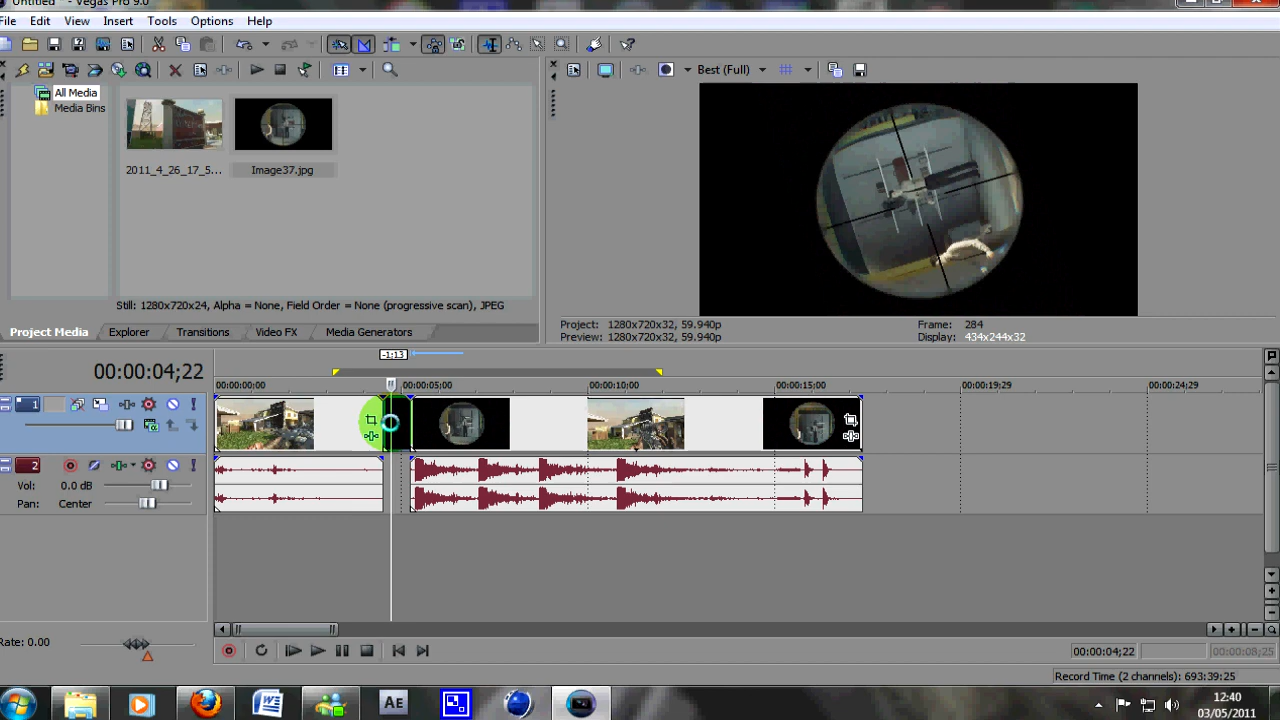 Untitled * - Vegas Pro 9.0
File Edit View Insert Tools Options Help
Best (Full)
All Media
Media Bins
2011_4_26_17_5...
Image37.jpg
Still: 1280x720x24, Alpha = None, Field Order = None (progressive scan), JPEG
Project Media Explorer Transitions Video FX Media Generators
Project: 1280x720x32, 59.940p
Frame: 284
Preview: 1280x720x32, 59.940p
Display: 434x244x32
-1:13
00:00:04;22
00:00:00;00 00:00:05;00 00:00:10;00 00:00:15;00 00:00:19;29 00:00:24;29
1
2
Vol: 0.0 dB
Pan: Center
Rate: 0.00
00:00:04;22 00:00:08;25
Record Time (2 channels): 693:39:25
AE
12:40
03/05/2011